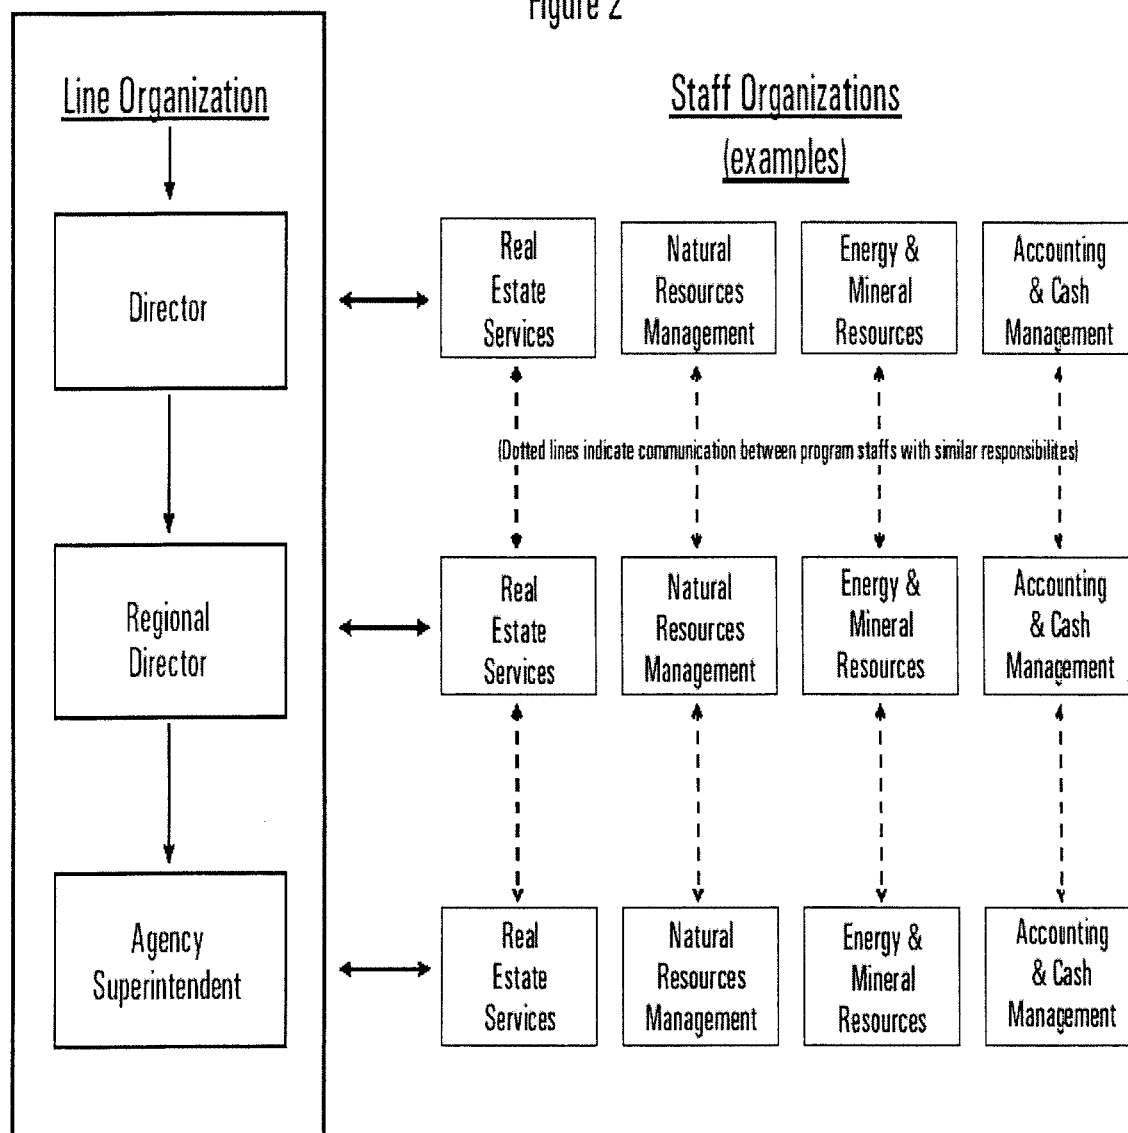 Figure 2
Line Organization
Staff Organizations
(examples)
Director
Real
Estate
Services
Natural
Resources
Management
Energy &
Mineral
Resources
Accounting
& Cash
Management
(Dotted lines indicate communication between program staffs with similar responsibilites)
Regional
Director
Real
Estate
Services
Natural
Resources
Management
Energy &
Mineral
Resources
Accounting
& Cash
Management
Agency
Superintendent
Real
Estate
Services
Natural
Resources
Management
Energy &
Mineral
Resources
Accounting
& Cash
Management